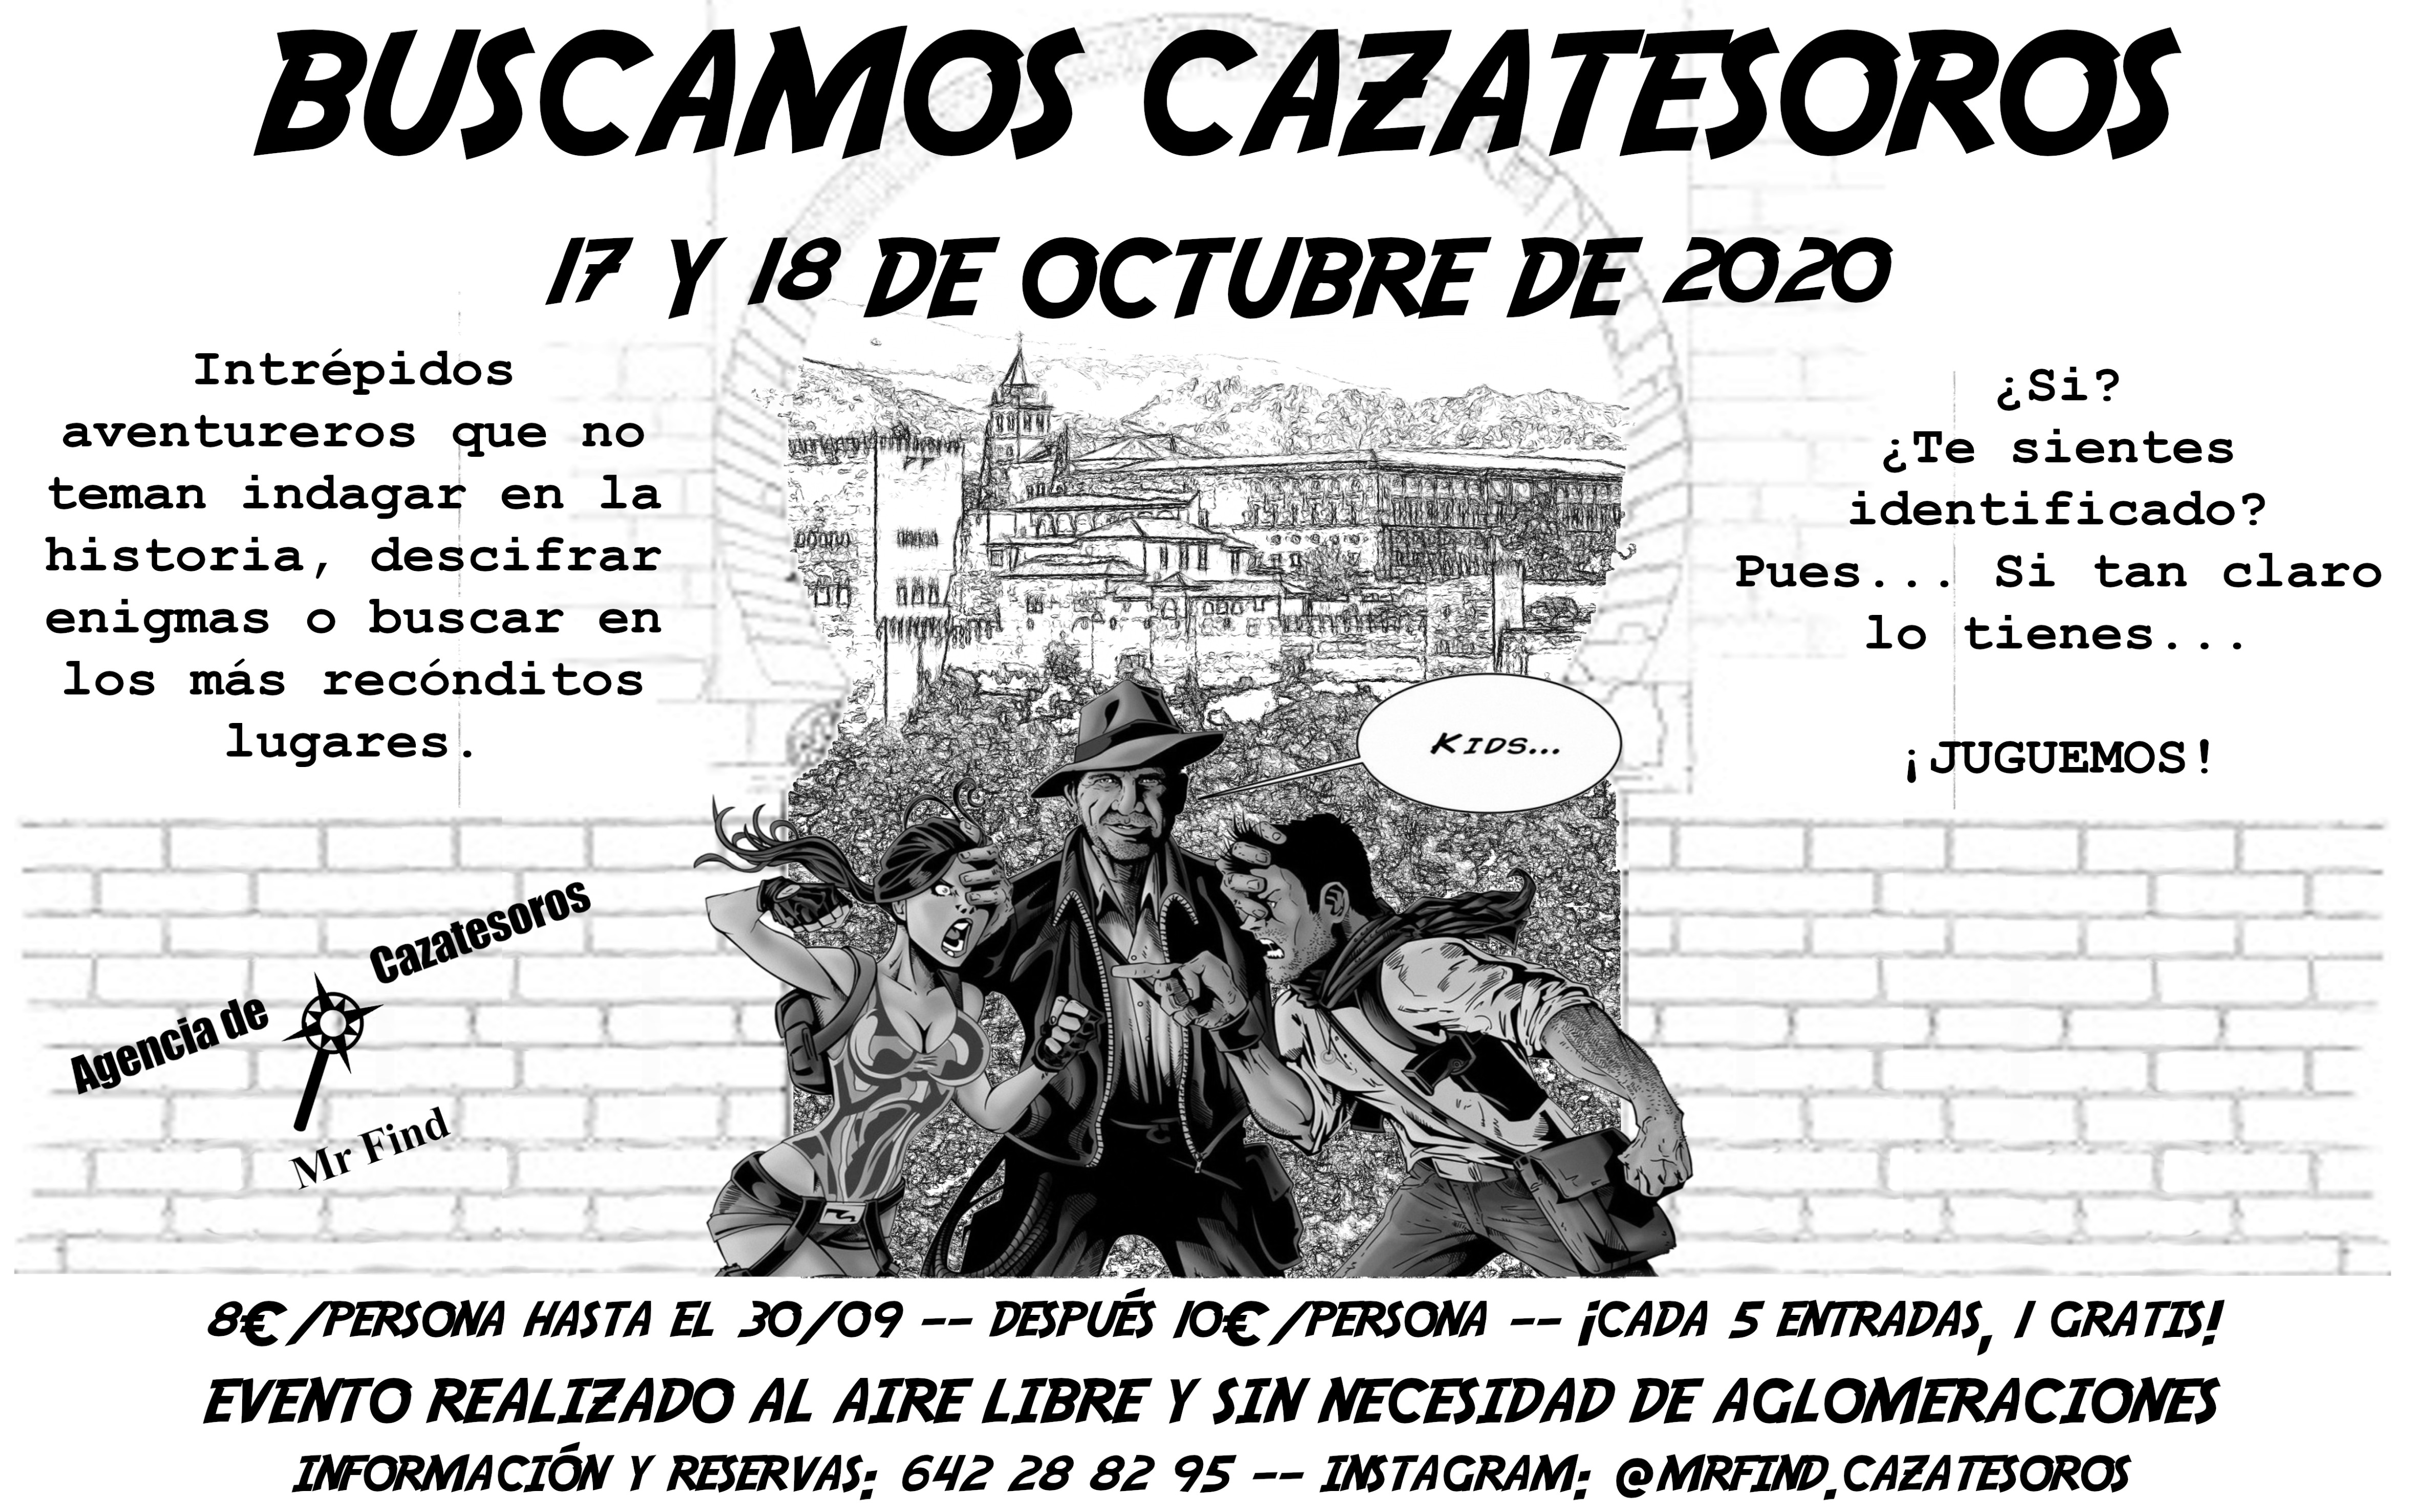 BUSCAMOS CAZATESOROS
17 Y 18 DE OCTUBRE DE 2020
Intrépidos
aventureros que no
teman indagar en la
historia, descifrar
enigmas o buscar en
los más recónditos
lugares.
¿Si?
¿Te sientes
identificado?
Pues... Si tan claro
lo tienes...
¡JUGUEMOS!
KIDS...
Agencia de Cazatesoros
Mr Find
8€/PERSONA HASTA EL 30/09 -- DESPUÉS 10€/PERSONA -- ¡CADA 5 ENTRADAS, 1 GRATIS!
EVENTO REALIZADO AL AIRE LIBRE Y SIN NECESIDAD DE AGLOMERACIONES
INFORMACIÓN Y RESERVAS: 642 28 82 95 -- INSTAGRAM: @MRFIND.CAZATESOROS